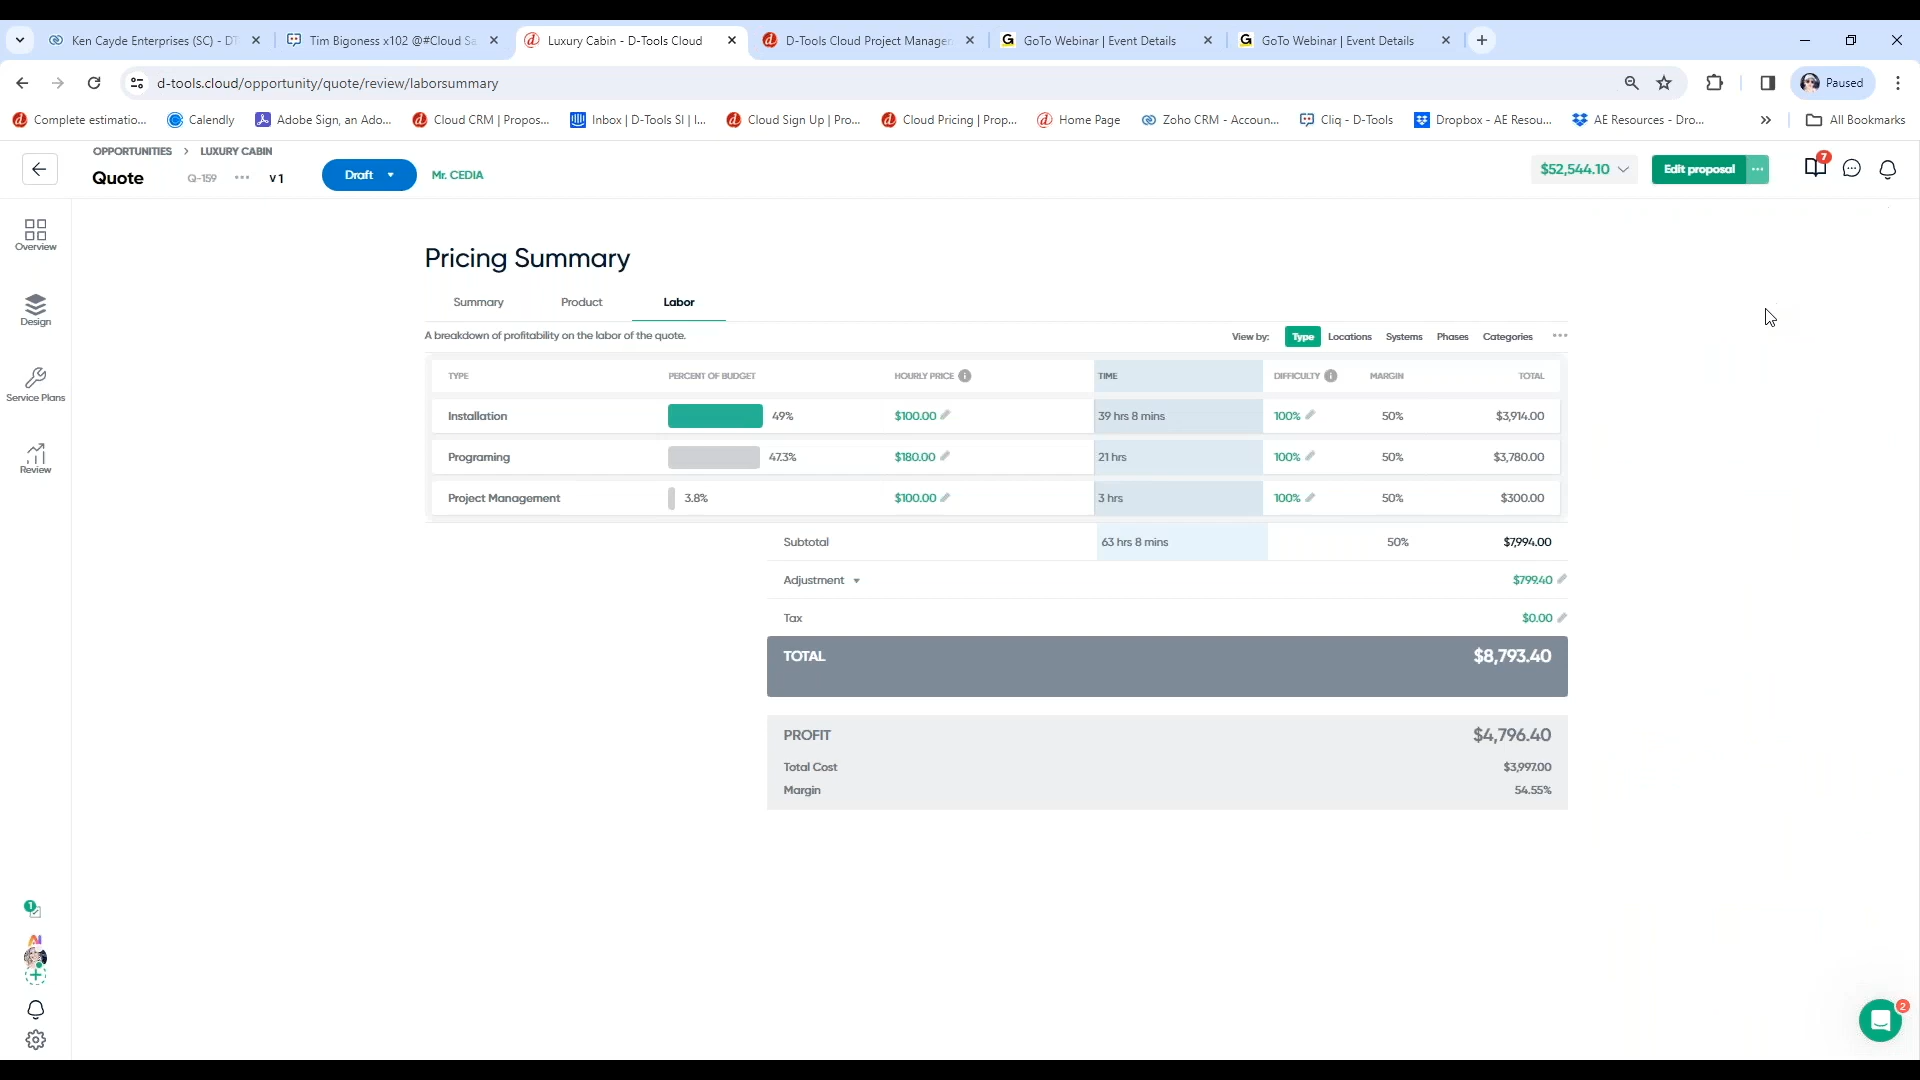 Ken Cayde Enterprises (SC) - DT
Tim Bigoness x102 @#Cloud Sa
Luxury Cabin - D-Tools Cloud
D-Tools Cloud Project Managem
G GoTo Webinar | Event Details
G GoTo Webinar | Event Details
d-tools.cloud/opportunity/quote/review/laborsummary
Paused
Complete estimatio...
Calendly
Adobe Sign, an Ado...
Cloud CRM | Propos...
Inbox | D-Tools SI | I...
Cloud Sign Up | Pro...
Cloud Pricing | Prop...
Home Page
Zoho CRM - Accoun...
Cliq - D-Tools
Dropbox - AE Resou...
AE Resources - Dro...
All Bookmarks
OPPORTUNITIES > LUXURY CABIN
Quote Q-159 ••• v 1
Draft
Mr. CEDIA
$52,544.10
Edit proposal
7
Overview
Design
Service Plans
Review
1
AI
Pricing Summary
Summary Product Labor
A breakdown of profitability on the labor of the quote.
View by: Type Locations Systems Phases Categories
TYPE PERCENT OF BUDGET HOURLY PRICE TIME DIFFICULTY MARGIN TOTAL
Installation 49% $100.00 39 hrs 8 mins 100% 50% $3,914.00
Programing 47.3% $180.00 21 hrs 100% 50% $3,780.00
Project Management 3.8% $100.00 3 hrs 100% 50% $300.00
Subtotal 63 hrs 8 mins 50% $7,994.00
Adjustment $799.40
Tax $0.00
TOTAL $8,793.40
PROFIT $4,796.40
Total Cost $3,997.00
Margin 54.55%
2